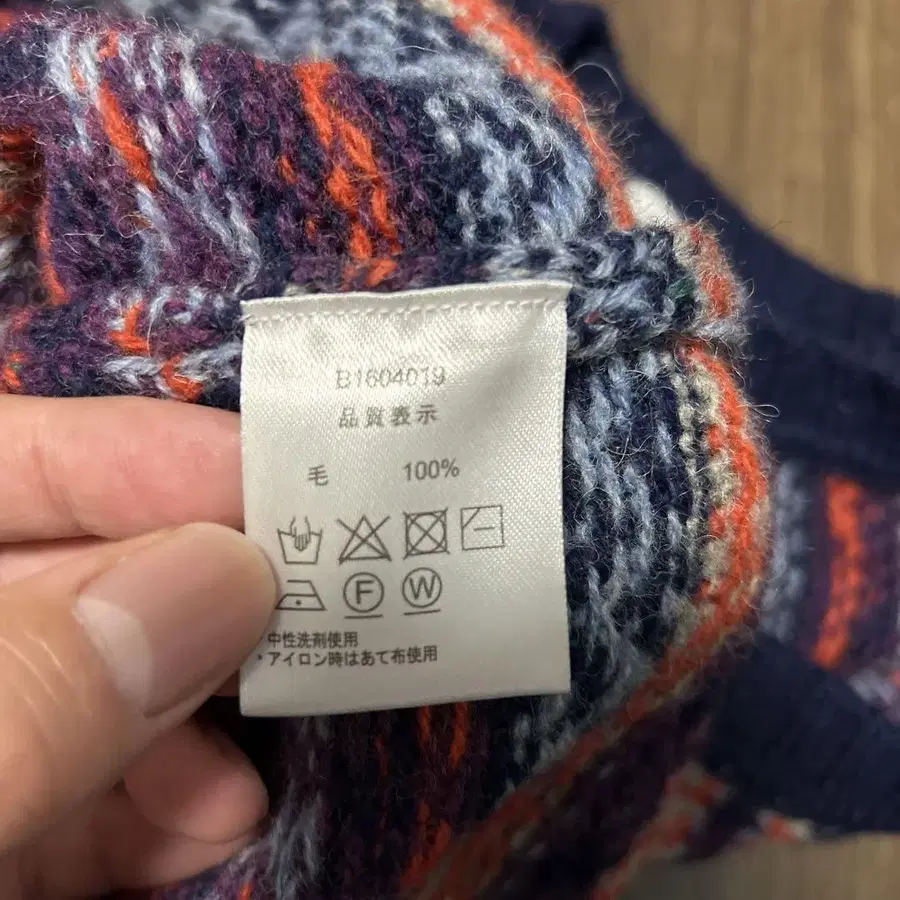 B1604019
品質表示
毛 100%
F W
・中性洗剤使用
・アイロン時はあて布使用